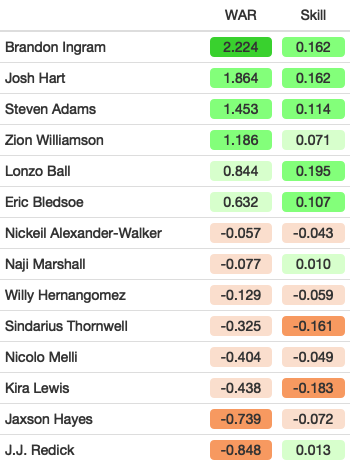 WAR Skill
Brandon Ingram 2.224 0.162
Josh Hart 1.864 0.162
Steven Adams 1.453 0.114
Zion Williamson 1.186 0.071
Lonzo Ball 0.844 0.195
Eric Bledsoe 0.632 0.107
Nickeil Alexander-Walker -0.057 -0.043
Naji Marshall -0.077 0.010
Willy Hernangomez -0.129 -0.059
Sindarius Thornwell -0.325 -0.161
Nicolo Melli -0.404 -0.049
Kira Lewis -0.438 -0.183
Jaxson Hayes -0.739 -0.072
J.J. Redick -0.848 0.013